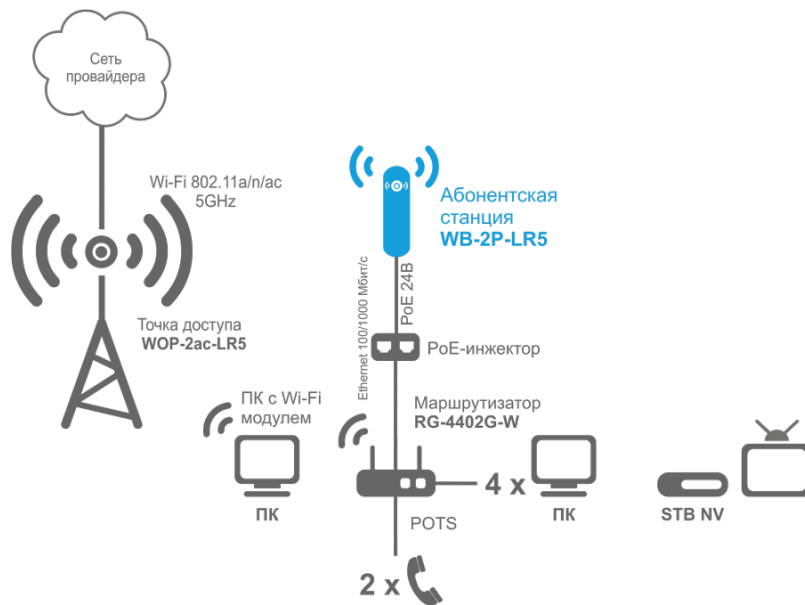 Сеть
провайдера
Wi-Fi 802.11a/n/ac
5GHz
Точка доступа
WOP-2ac-LR5
Абонентская
станция
WB-2P-LR5
Ethernet 100/1000 Мбит/с
PoE 24В
PoE-инжектор
ПК с Wi-Fi
модулем
Маршрутизатор
RG-4402G-W
4 x
ПК
ПК
STB NV
POTS
2 x